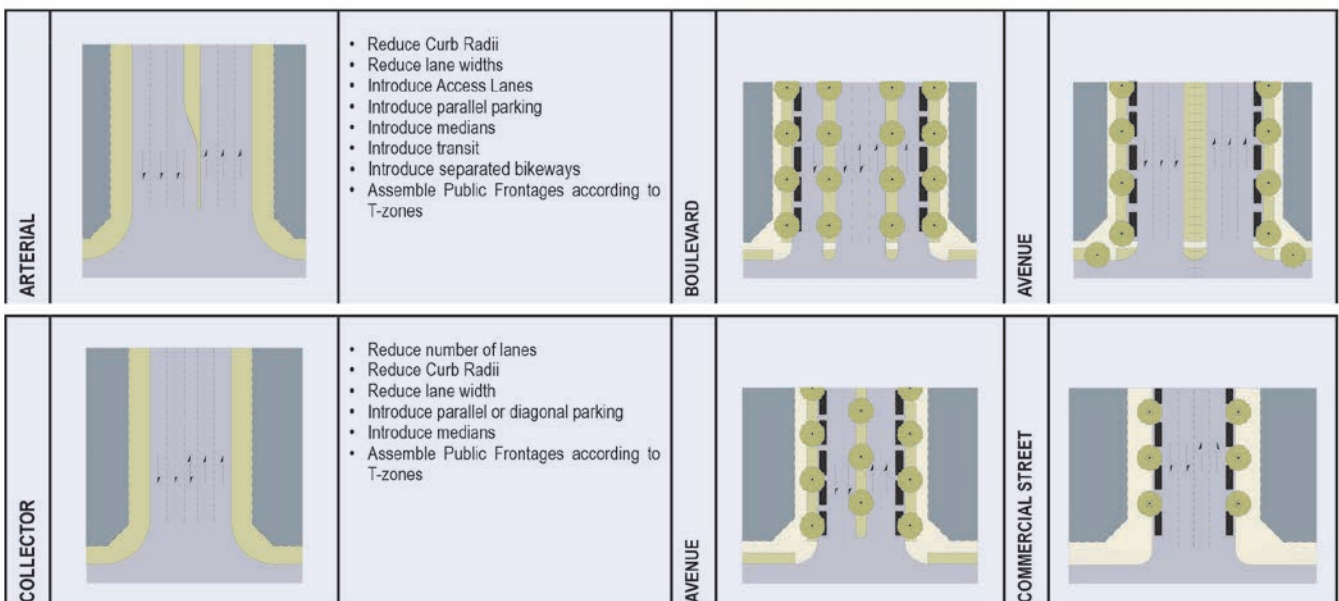 ARTERIAL
• Reduce Curb Radii
• Reduce lane widths
• Introduce Access Lanes
• Introduce parallel parking
• Introduce medians
• Introduce transit
• Introduce separated bikeways
• Assemble Public Frontages according to
T-zones
BOULEVARD
AVENUE
COLLECTOR
• Reduce number of lanes
• Reduce Curb Radii
• Reduce lane width
• Introduce parallel or diagonal parking
• Introduce medians
• Assemble Public Frontages according to
T-zones
AVENUE
COMMERCIAL STREET